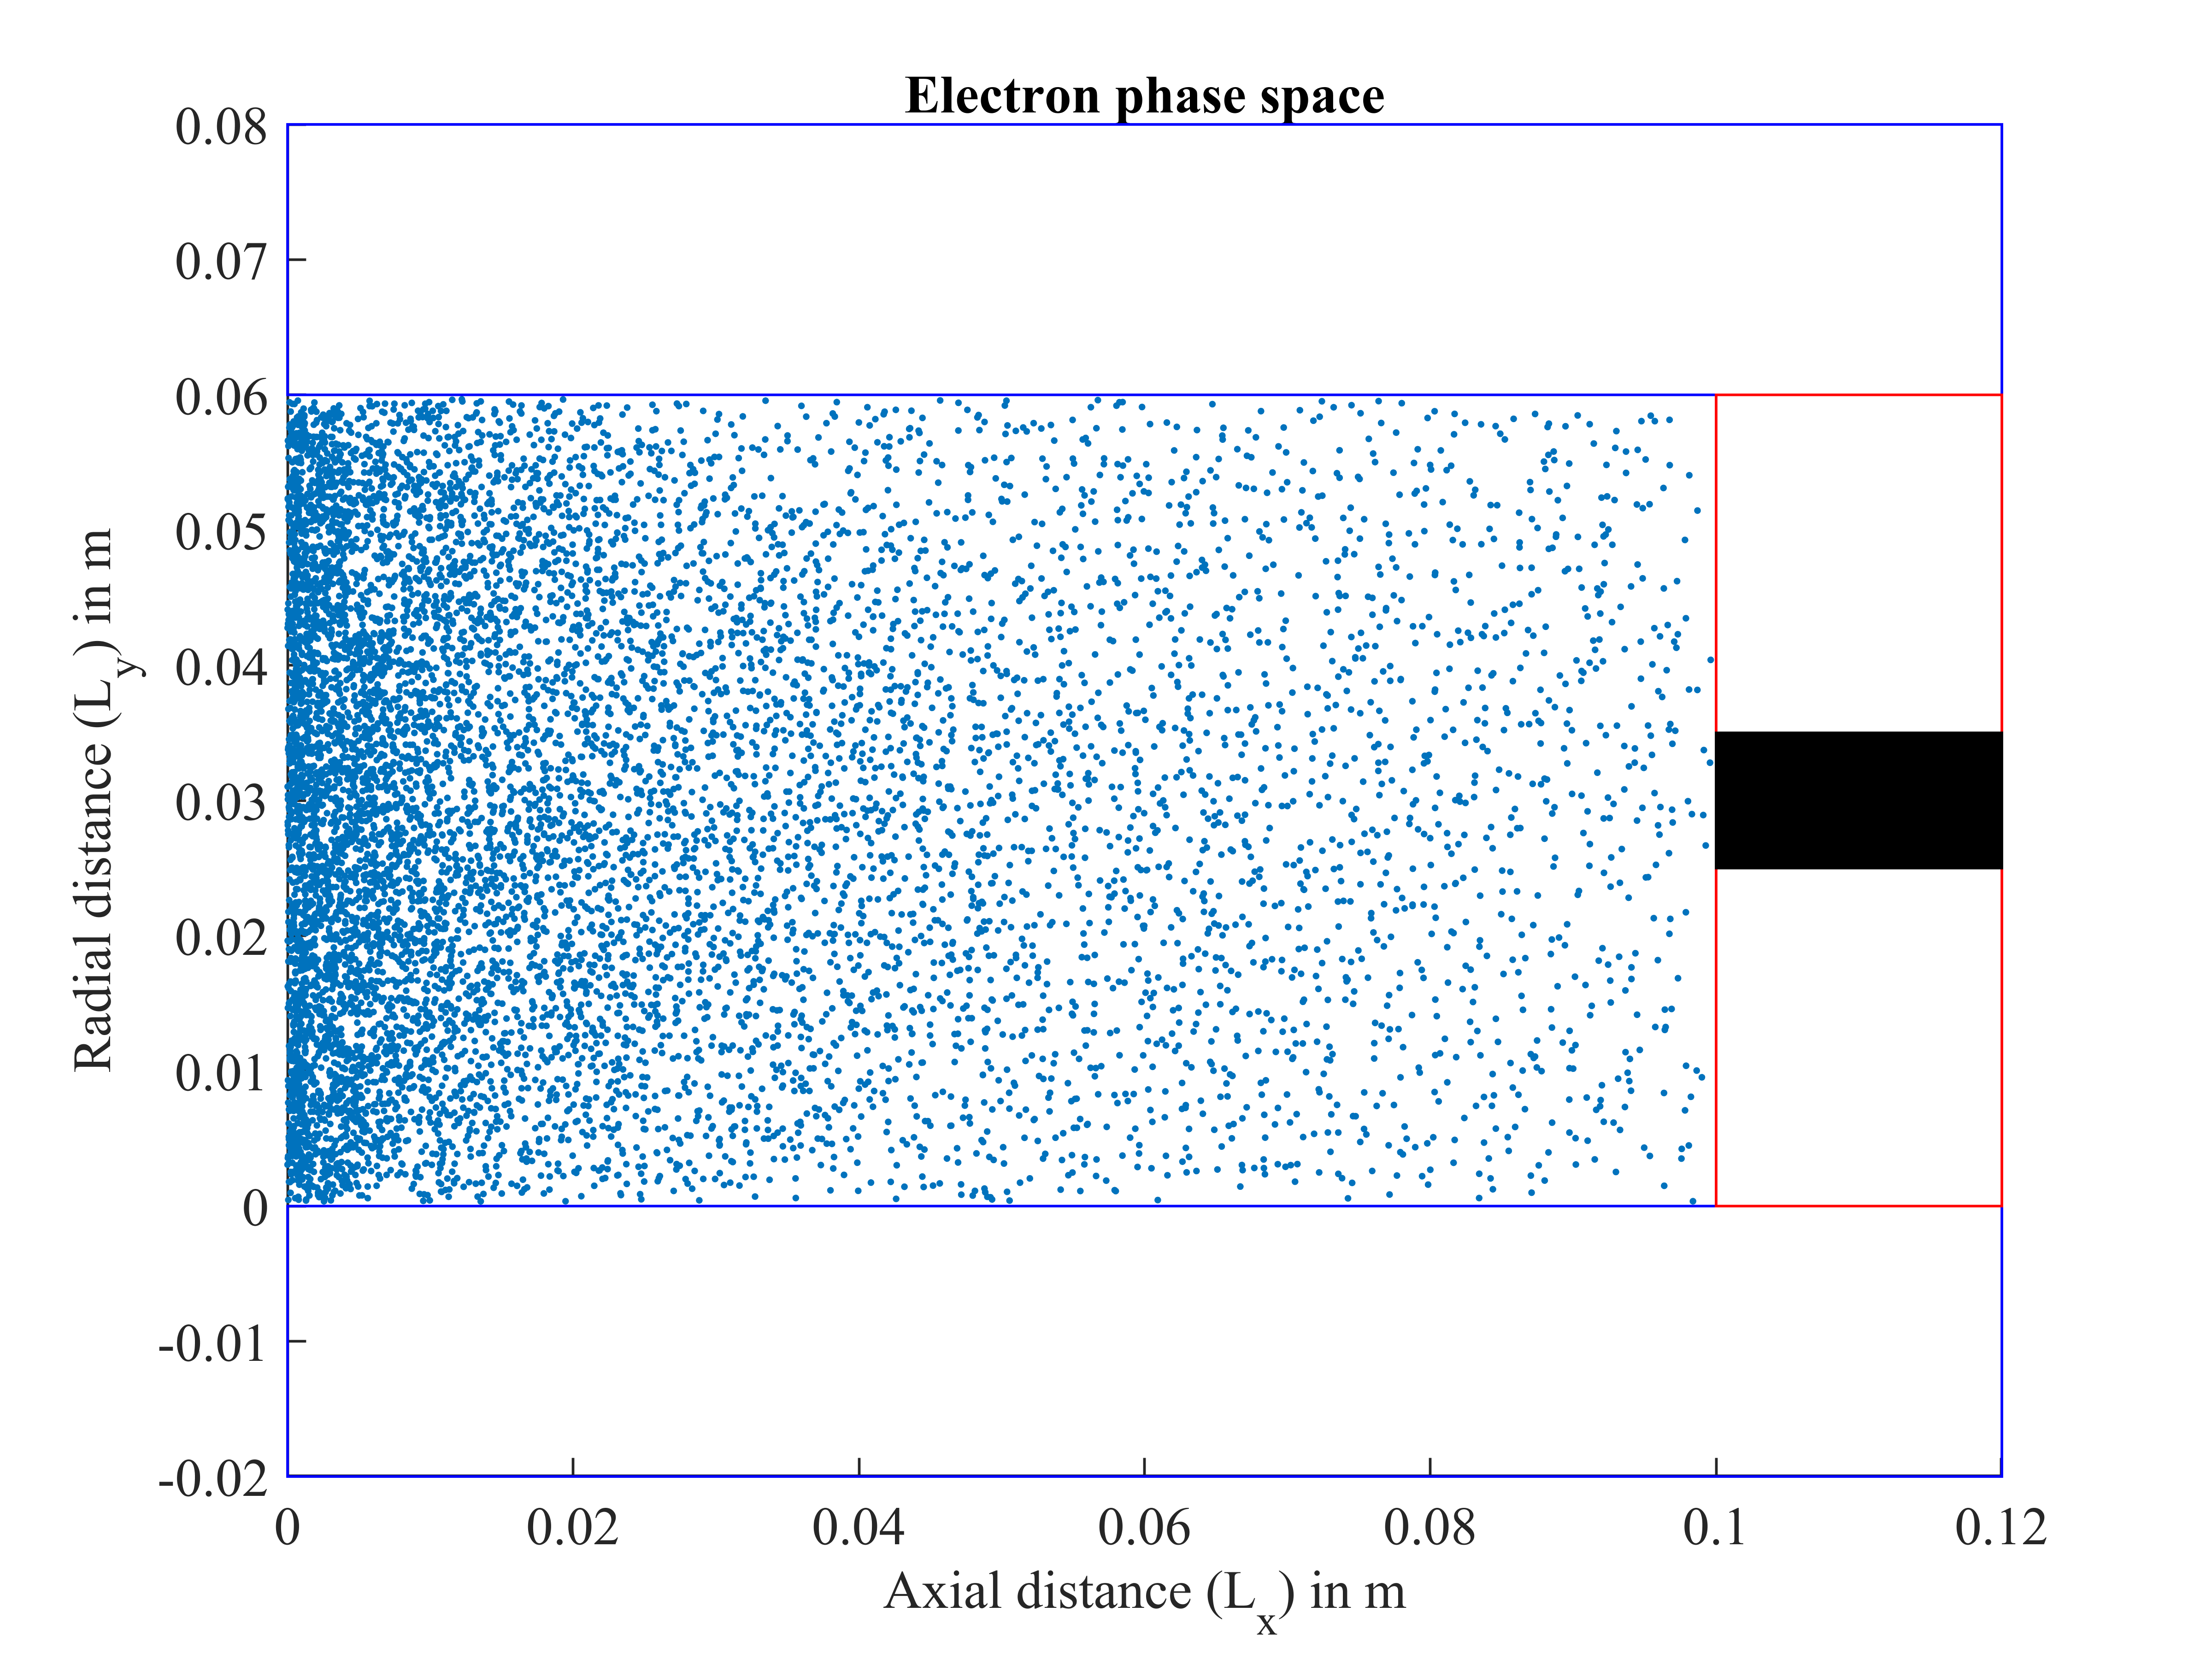 Electron phase space
0.08
0.07
0.06
0.05
0.04
0.03
0.02
0.01
0
-0.01
-0.02
Radial distance (L_y) in m
0 0.02 0.04 0.06 0.08 0.1 0.12
Axial distance (L_x) in m